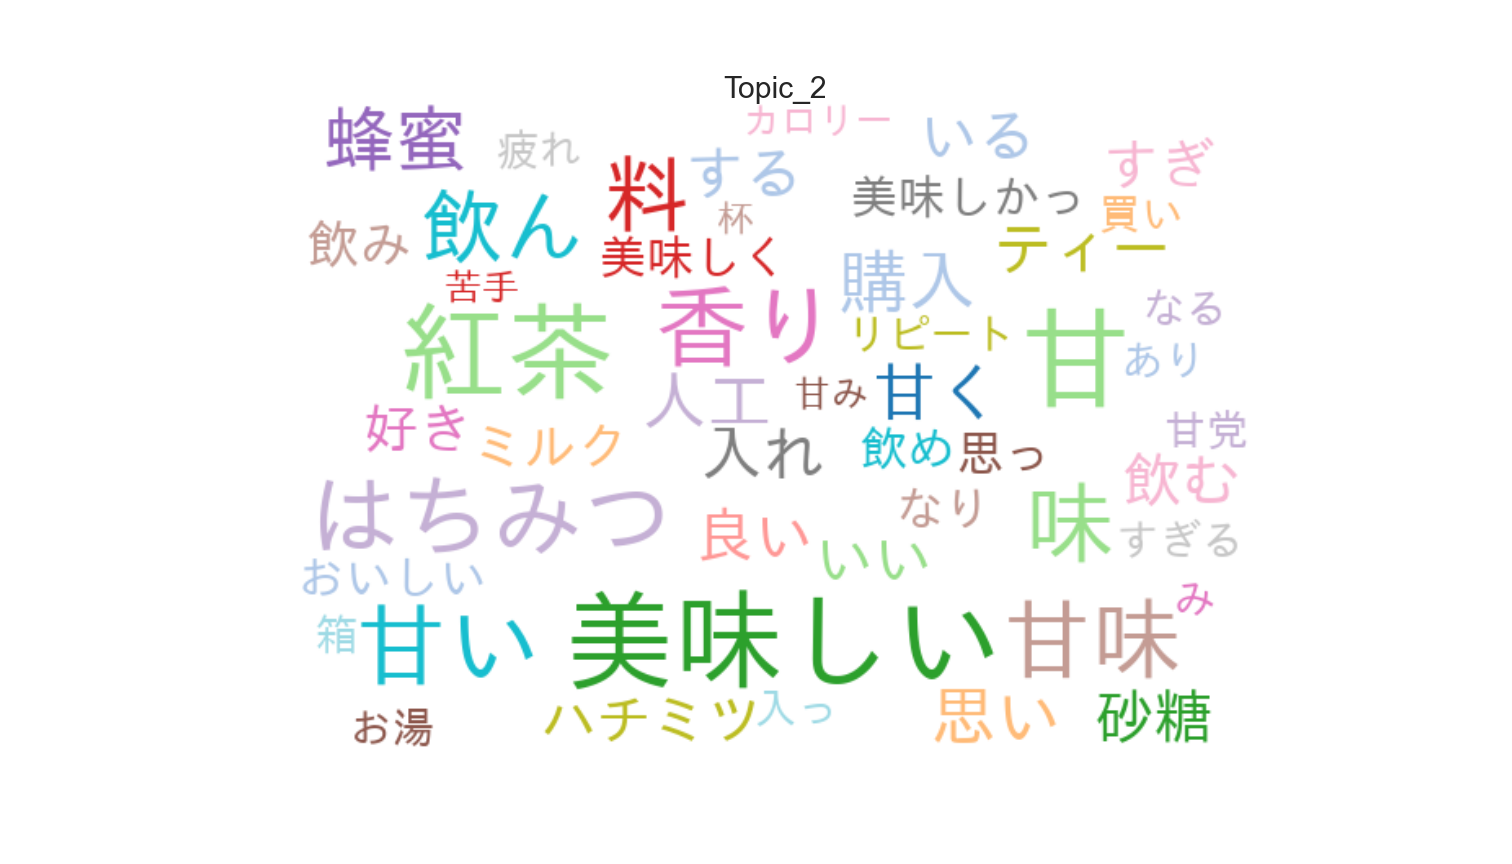 Topic_2
蜂蜜 疲れ カロリー いる
料 する すぎ
飲み 飲ん 杯 美味しかっ 買い
苦手 美味しく 購入 ティー
紅茶 香り リピート 甘 なる
人工 甘み 甘く あり
好き ミルク 入れ 飲め 思っ 甘党
はちみつ 良い いい なり 味 飲む すぎる
おいしい み
箱 甘い 美味しい 甘味
お湯 ハチミツ 入っ 思い 砂糖